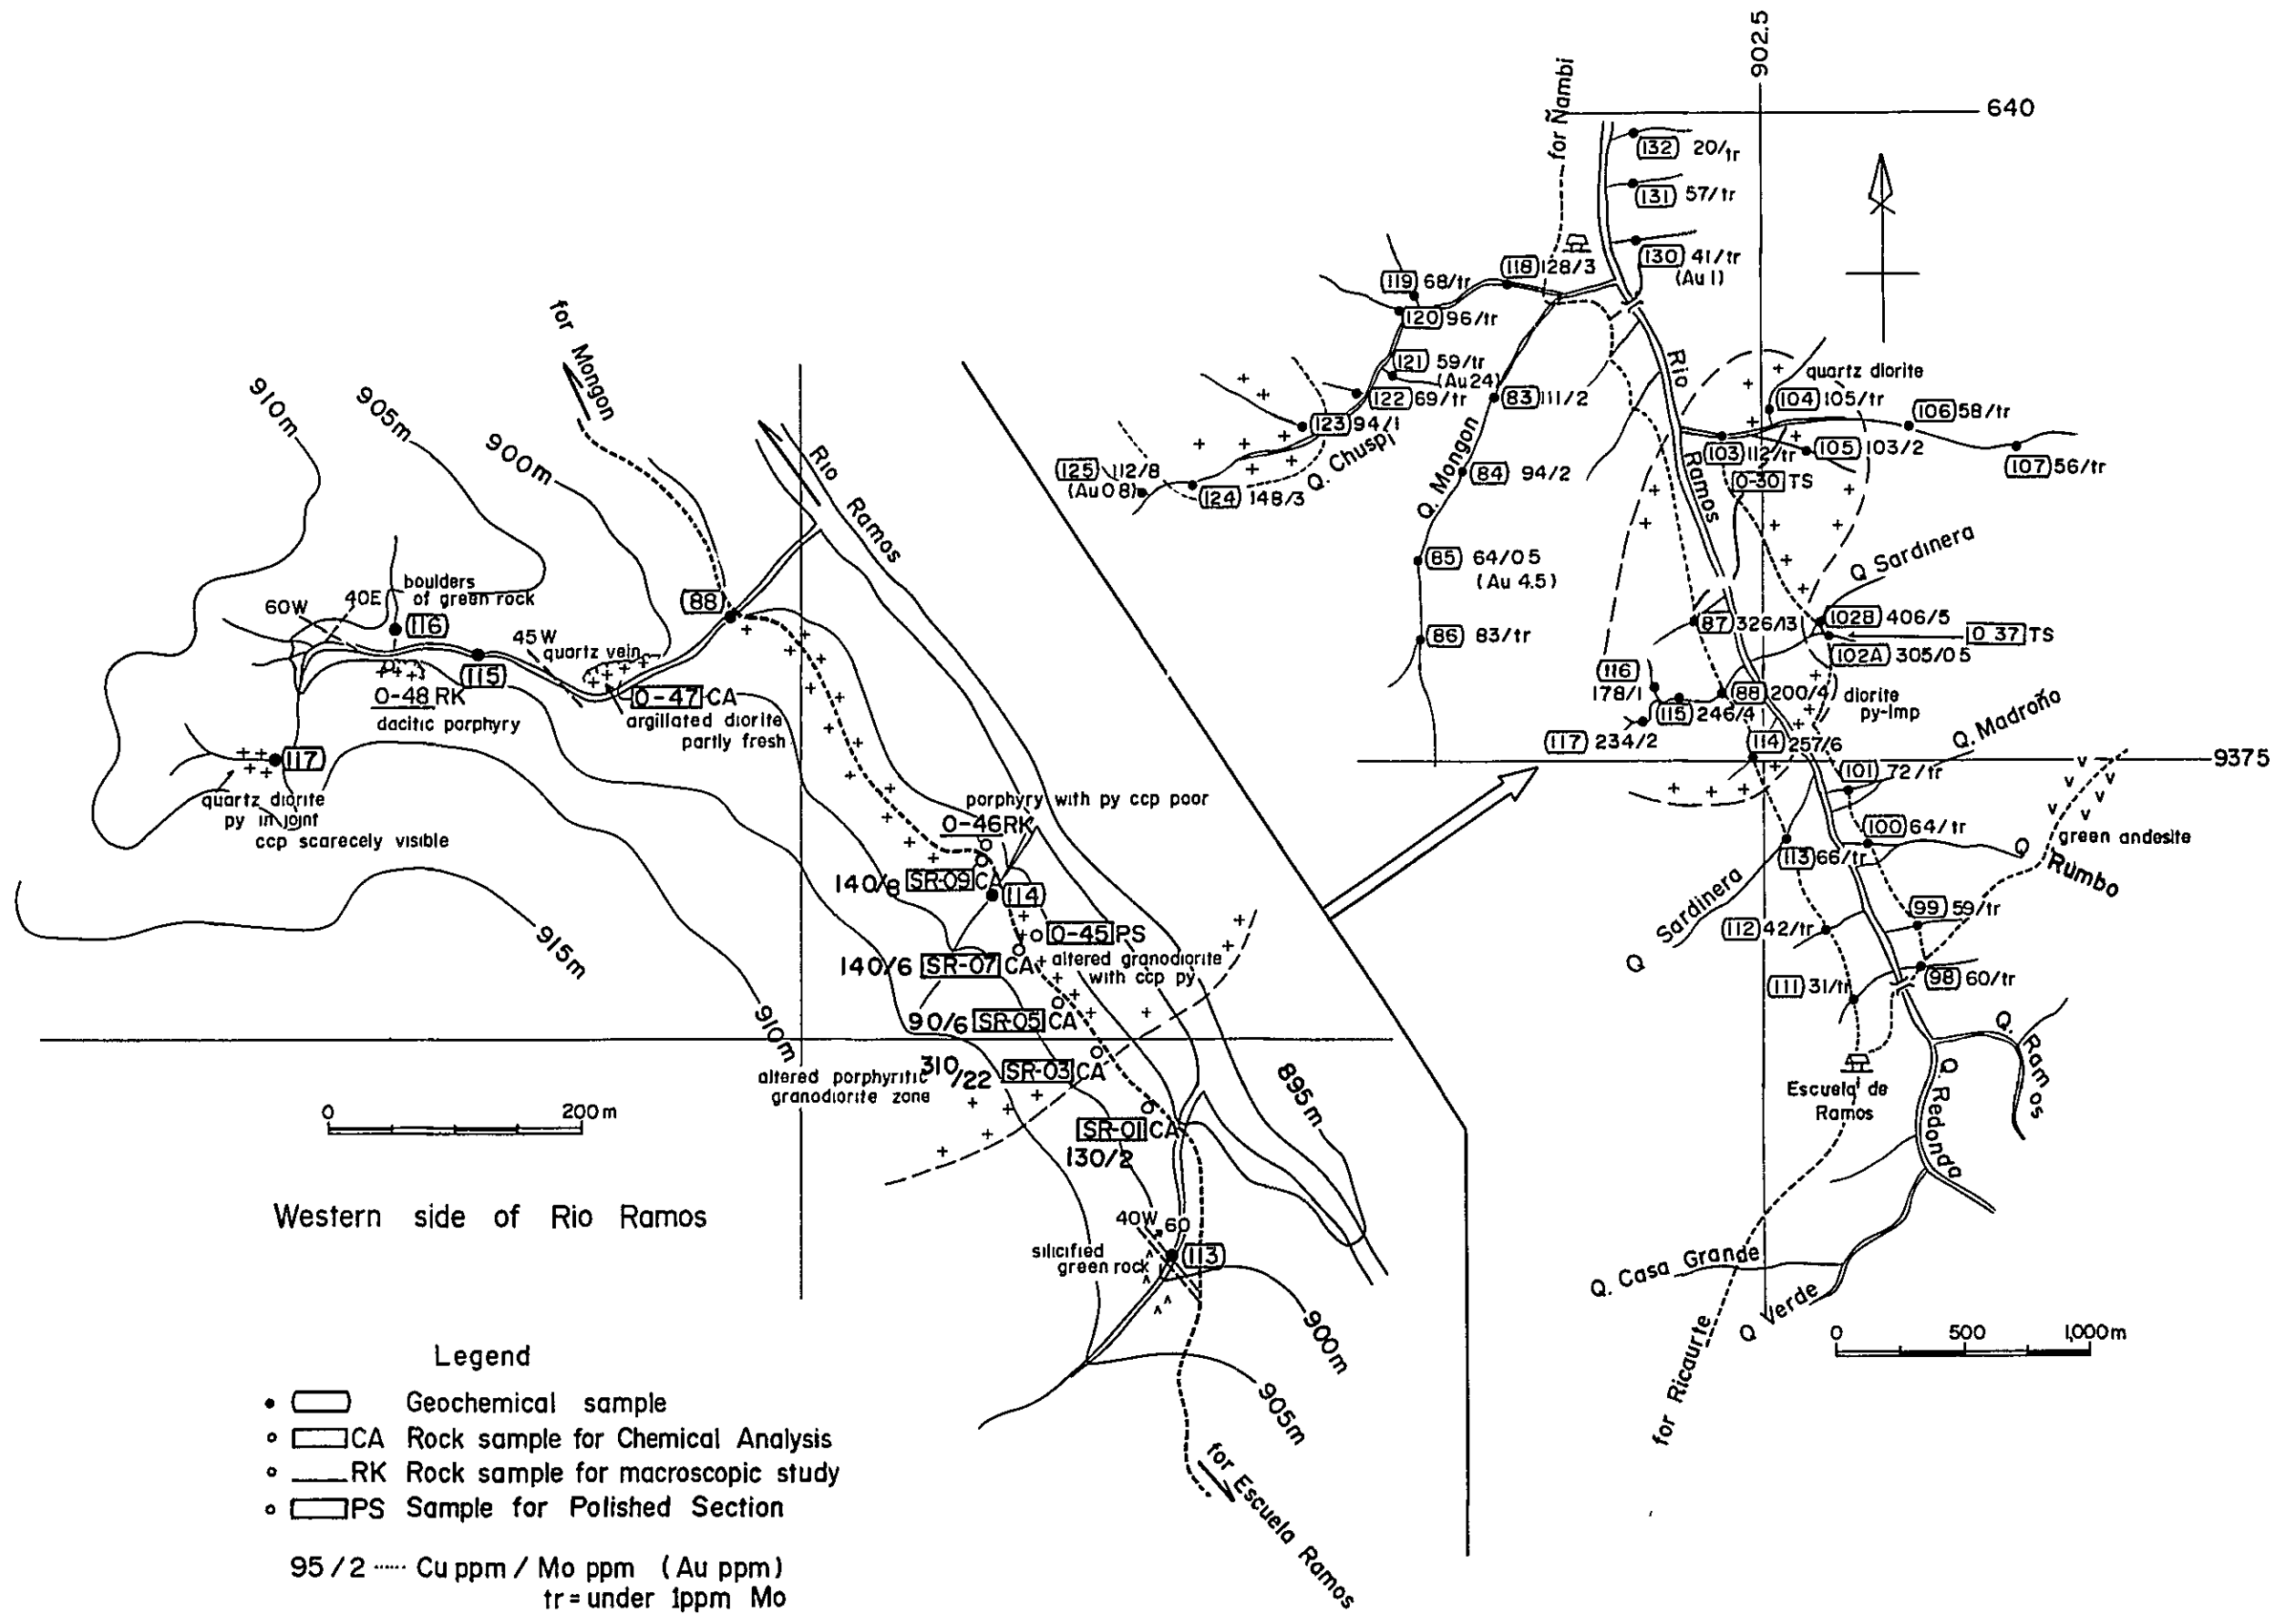 902.5
640
for Ñambi
132 20/tr
131 57/tr
130 41/tr
(Au 1)
118 128/3
119 68/tr
120 96/tr
121 59/tr
(Au 24)
122 69/tr
123 94/1
Q. Chuspi
125 112/8
(Au 0 8)
124 148/3
Q. Mongon
83 111/2
84 94/2
85 64/0 5
(Au 4.5)
86 83/tr
Rio Ramos
quartz diorite
104 105/tr
106 58/tr
103 112/tr
105 103/2
107 56/tr
0-30 TS
Q Sardinera
87 326/13
102B 406/5
0 37 TS
102A 305/0 5
116
178/1
88 200/4
diorite
py-Imp
115 246/4
117 234/2
114 257/6
Q. Madroño
9375
101 72/tr
100 64/tr
green andesite
113 66/tr
Q Rumbo
Q Sardinera
99 59/tr
112 42/tr
98 60/tr
111 31/tr
Q. Ramos
Escuela de
Ramos
Q. Redonda
Q. Casa Grande
Q Verde
for Ricaurte
0 500 1,000m
for Mongon
910m
905m
900m
Rio Ramos
boulders
of green rock
60W
40E
116
88
45W
quartz vein
115
0-48 RK
dacitic porphyry
0-47 CA
argillated diorite
partly fresh
117
quartz diorite
py in joint
ccp scarecely visible
porphyry with py ccp poor
0-46 RK
140/8 SR-09 CA
114
0-45 PS
altered granodiorite
with ccp py
140/6 SR-07 CA
915m
90/6 SR-05 CA
910m
310/22 SR-03 CA
altered porphyritic
granodiorite zone
895m
0 200m
SR-01 CA
130/2
Western side of Rio Ramos
40W
60
silicified
green rock
113
900m
905m
for Escuela Ramos
Legend
Geochemical sample
CA Rock sample for Chemical Analysis
RK Rock sample for macroscopic study
PS Sample for Polished Section
95/2 ...... Cu ppm / Mo ppm (Au ppm)
tr = under 1ppm Mo